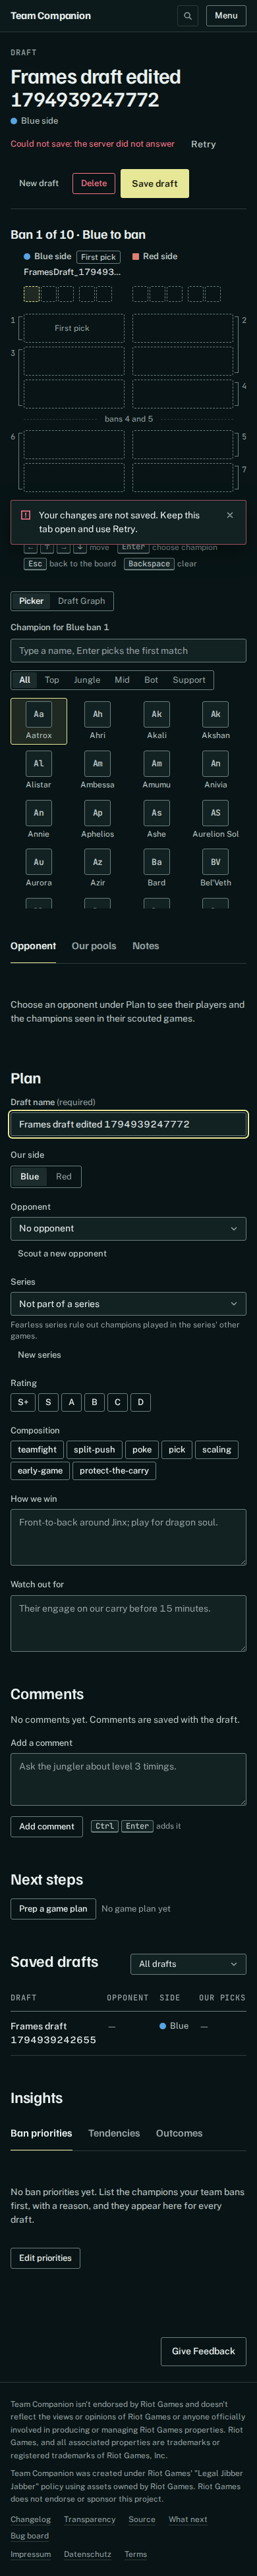 Team Companion
Menu
DRAFT
Frames draft edited
1794939247772
Blue side
Could not save: the server did not answer
Retry
New draft
Delete
Save draft
Ban 1 of 10 · Blue to ban
Blue side
First pick
Red side
FramesDraft_179493...
1
First pick
2
3
4
bans 4 and 5
6
5
7
Your changes are not saved. Keep this
tab open and use Retry.
← ↑ → ↓ move Enter choose champion
Esc back to the board Backspace clear
Picker
Draft Graph
Champion for Blue ban 1
Type a name, Enter picks the first match
All Top Jungle Mid Bot Support
Aa Ah Ak Ak
Aatrox Ahri Akali Akshan
Al Am Am An
Alistar Ambessa Amumu Anivia
An Ap As AS
Annie Aphelios Ashe Aurelion Sol
Au Az Ba BV
Aurora Azir Bard Bel'Veth
Opponent Our pools Notes
Choose an opponent under Plan to see their players and
the champions seen in their scouted games.
Plan
Draft name (required)
Frames draft edited 1794939247772
Our side
Blue Red
Opponent
No opponent
Scout a new opponent
Series
Not part of a series
Fearless series rule out champions played in the series' other
games.
New series
Rating
S+ S A B C D
Composition
teamfight split-push poke pick scaling
early-game protect-the-carry
How we win
Front-to-back around Jinx; play for dragon soul.
Watch out for
Their engage on our carry before 15 minutes.
Comments
No comments yet. Comments are saved with the draft.
Add a comment
Ask the jungler about level 3 timings.
Add comment
Ctrl Enter adds it
Next steps
Prep a game plan
No game plan yet
Saved drafts
All drafts
DRAFT OPPONENT SIDE OUR PICKS
Frames draft — Blue —
1794939242655
Insights
Ban priorities Tendencies Outcomes
No ban priorities yet. List the champions your team bans
first, with a reason, and they appear here for every
draft.
Edit priorities
Give Feedback
Team Companion isn't endorsed by Riot Games and doesn't
reflect the views or opinions of Riot Games or anyone officially
involved in producing or managing Riot Games properties. Riot
Games, and all associated properties are trademarks or
registered trademarks of Riot Games, Inc.
Team Companion was created under Riot Games' "Legal Jibber
Jabber" policy using assets owned by Riot Games. Riot Games
does not endorse or sponsor this project.
Changelog Transparency Source What next
Bug board
Impressum Datenschutz Terms